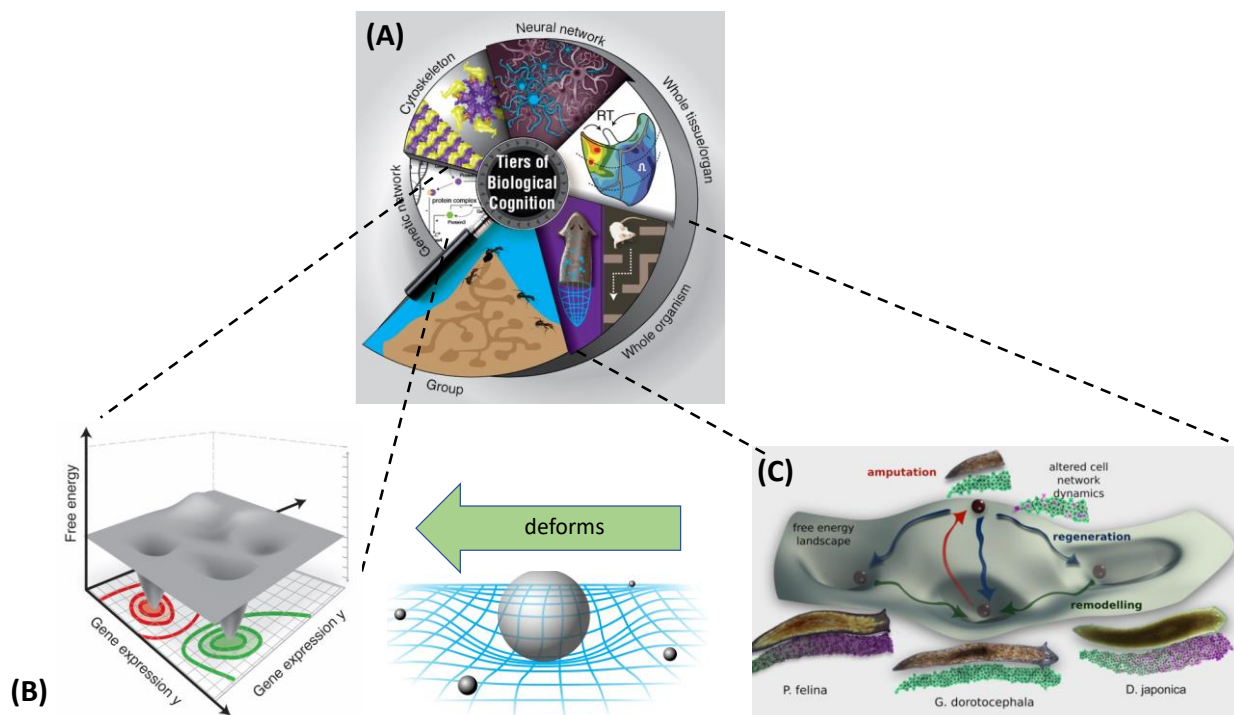 (A)
Neural network
Cytoskeleton
Whole tissue/organ
RT
Tiers of
Biological
Cognition
Genetic network
protein complex
Protein3
Whole organism
Group
(B)
Free energy
Gene expression y
Gene expression y
deforms
(C)
amputation
altered cell
network
dynamics
free energy
landscape
regeneration
remodelling
P. felina
G. dorotocephala
D. japonica